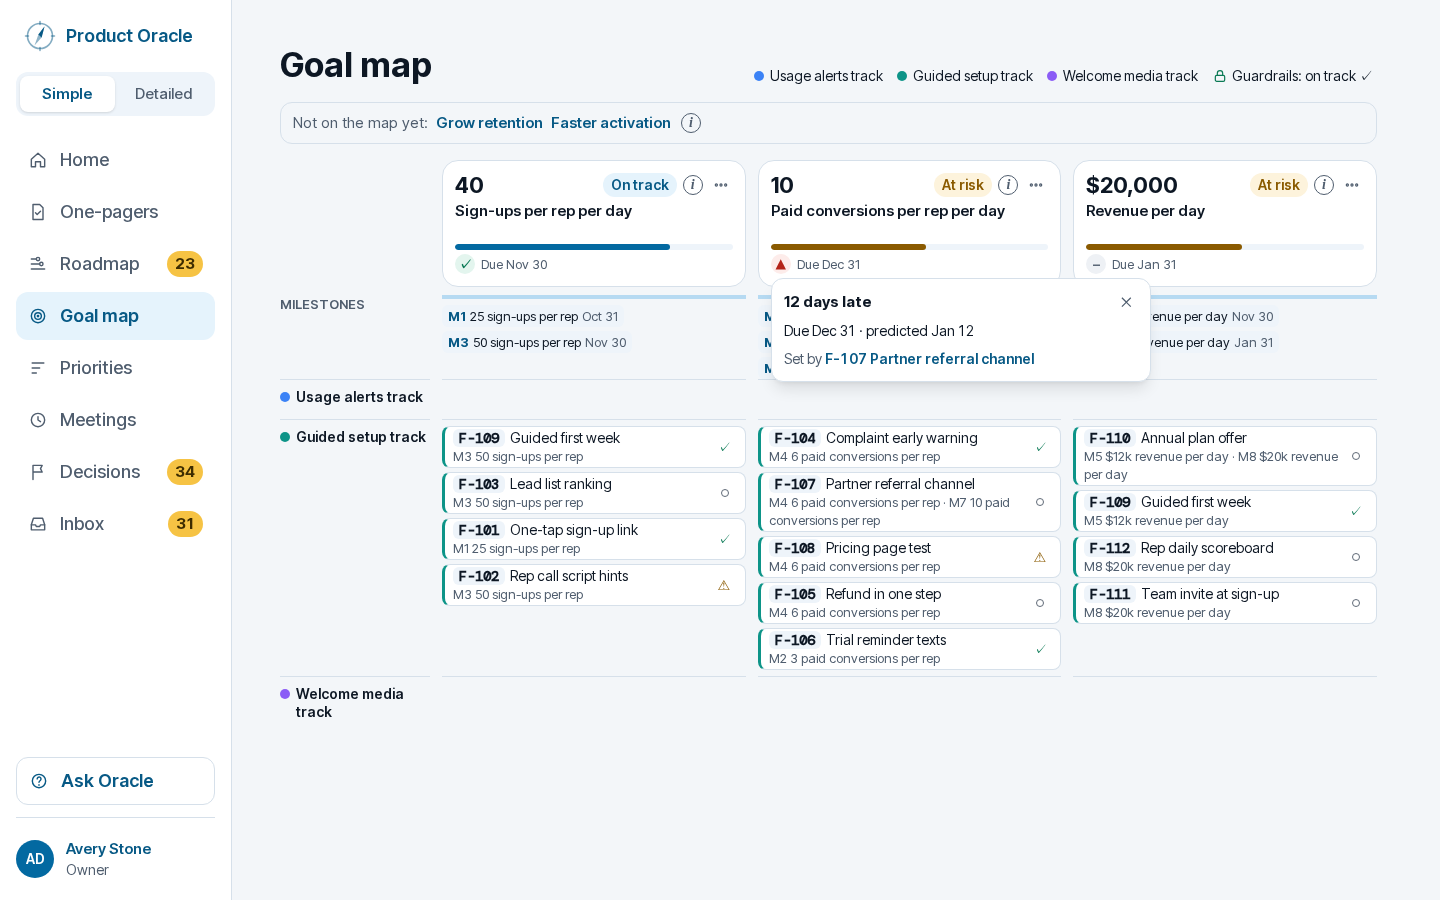 Product Oracle
Simple
Detailed
Home
One-pagers
Roadmap
23
Goal map
Priorities
Meetings
Decisions
34
Inbox
31
Ask Oracle
AD
Avery Stone
Owner
Goal map
Usage alerts track
Guided setup track
Welcome media track
Guardrails: on track ✓
Not on the map yet: Grow retention Faster activation i
40
On track
i
•••
Sign-ups per rep per day
✓
Due Nov 30
10
At risk
i
•••
Paid conversions per rep per day
▲
Due Dec 31
$20,000
At risk
i
•••
Revenue per day
–
Due Jan 31
12 days late
Due Dec 31 · predicted Jan 12
Set by F-107 Partner referral channel
MILESTONES
M1 25 sign-ups per rep Oct 31
M3 50 sign-ups per rep Nov 30
per day Nov 30
per day Jan 31
Usage alerts track
Guided setup track
F-109 Guided first week
M3 50 sign-ups per rep
✓
F-103 Lead list ranking
M3 50 sign-ups per rep
○
F-101 One-tap sign-up link
M1 25 sign-ups per rep
✓
F-102 Rep call script hints
M3 50 sign-ups per rep
⚠
F-104 Complaint early warning
M4 6 paid conversions per rep
✓
F-107 Partner referral channel
M4 6 paid conversions per rep · M7 10 paid
conversions per rep
○
F-108 Pricing page test
M4 6 paid conversions per rep
⚠
F-105 Refund in one step
M4 6 paid conversions per rep
○
F-106 Trial reminder texts
M2 3 paid conversions per rep
✓
F-110 Annual plan offer
M5 $12k revenue per day · M8 $20k revenue
per day
○
F-109 Guided first week
M5 $12k revenue per day
✓
F-112 Rep daily scoreboard
M8 $20k revenue per day
○
F-111 Team invite at sign-up
M8 $20k revenue per day
○
Welcome media
track